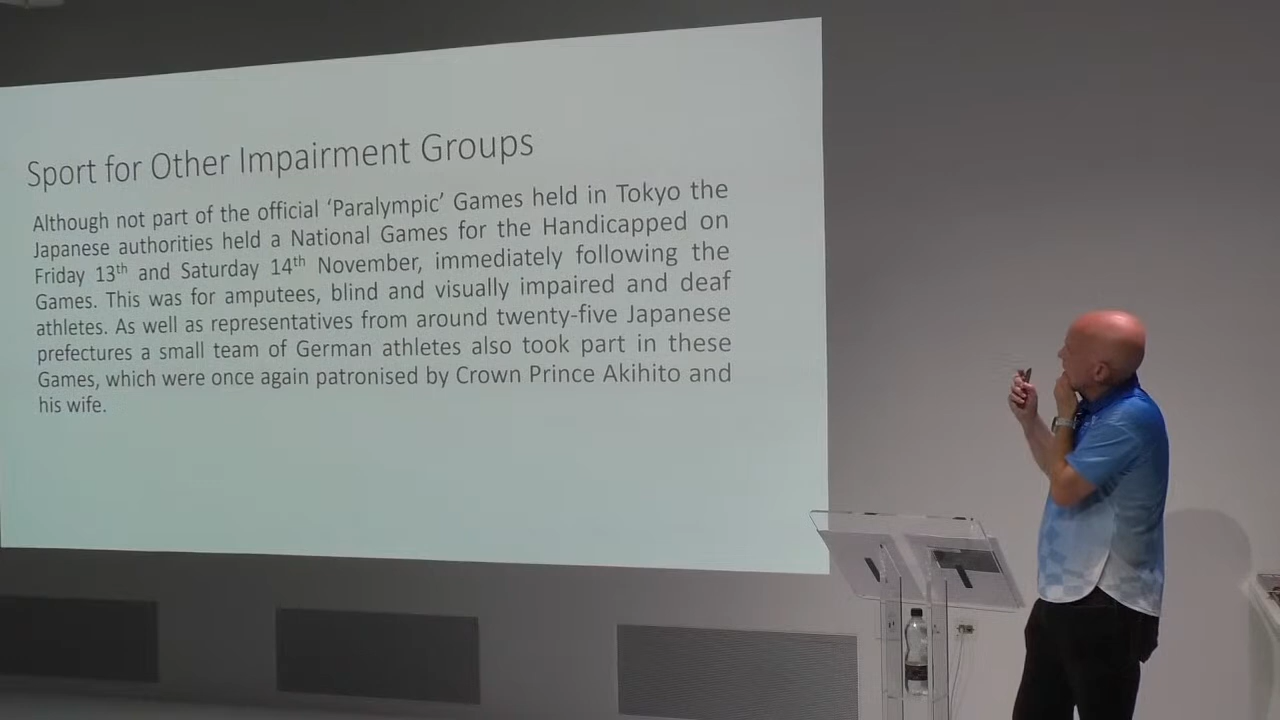 Sport for Other Impairment Groups
Although not part of the official ‘Paralympic’ Games held in Tokyo the
Japanese authorities held a National Games for the Handicapped on
Friday 13th and Saturday 14th November, immediately following the
Games. This was for amputees, blind and visually impaired and deaf
athletes. As well as representatives from around twenty-five Japanese
prefectures a small team of German athletes also took part in these
Games, which were once again patronised by Crown Prince Akihito and
his wife.